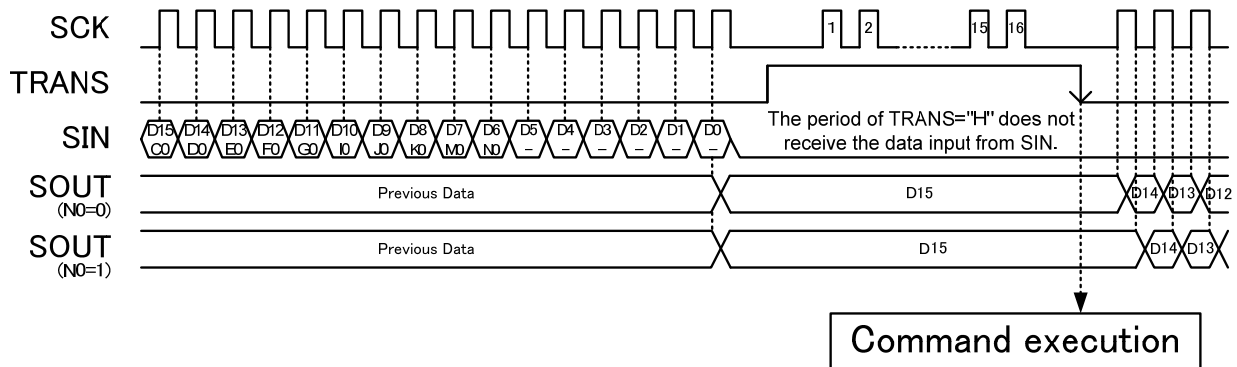 SCK 1 2 15 16
TRANS
SIN D15 D14 D13 D12 D11 D10 D9 D8 D7 D6 D5 D4 D3 D2 D1 D0
C0 D0 E0 F0 G0 I0 J0 K0 M0 N0 - - - - - -
The period of TRANS="H" does not
receive the data input from SIN.
SOUT Previous Data D15 D14 D13 D12
(N0=0)
SOUT Previous Data D15 D14 D13
(N0=1)
Command execution